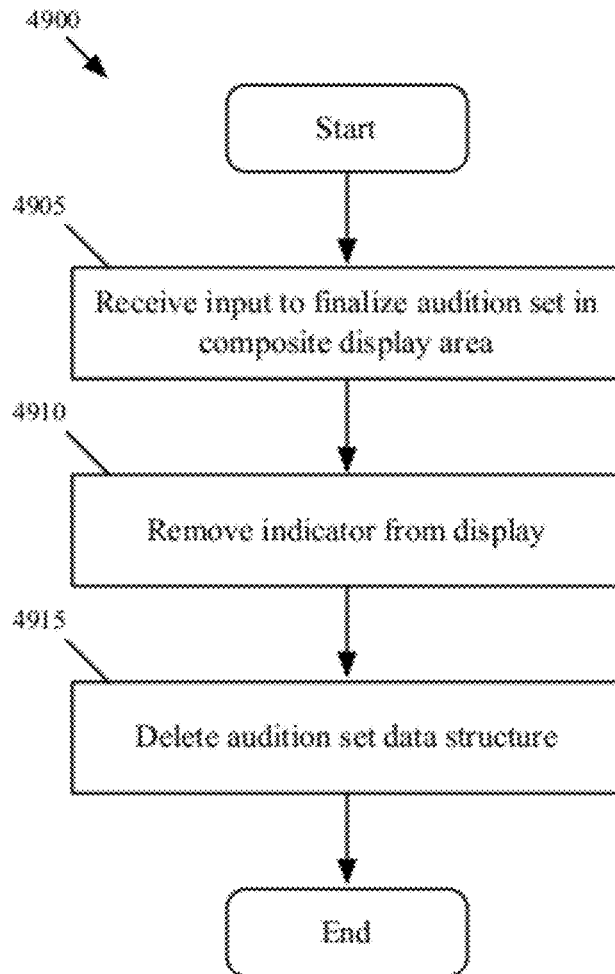 4900
Start
4905
Receive input to finalize audition set in
composite display area
4910
Remove indicator from display
4915
Delete audition set data structure
End